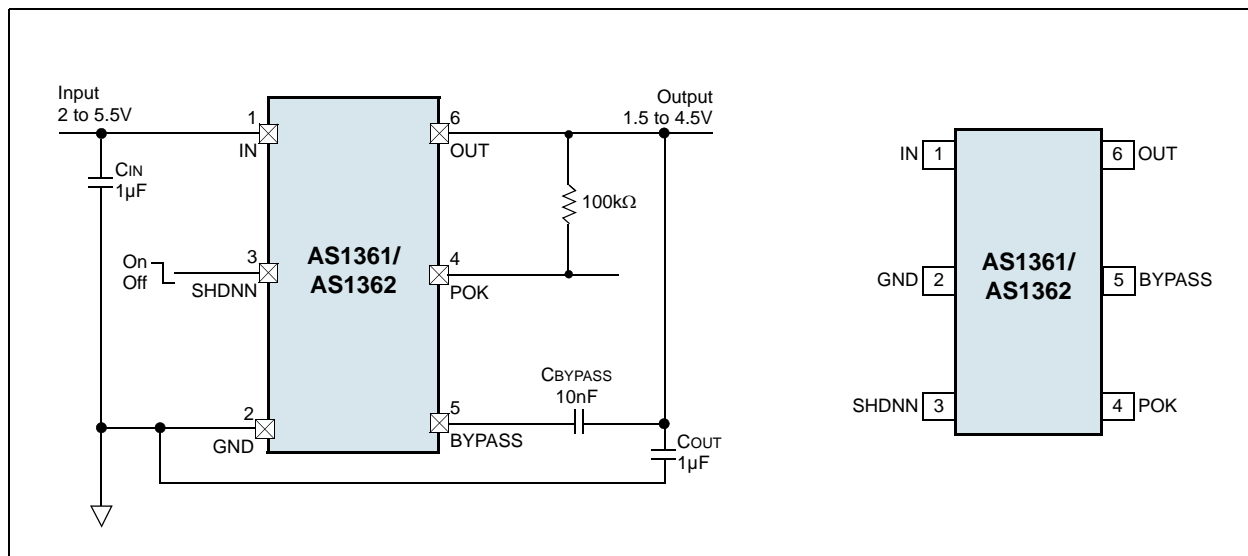 Input
2 to 5.5V
1
IN
CIN
1µF
On
Off
3
SHDNN
2
GND
AS1361/
AS1362
6
OUT
Output
1.5 to 4.5V
100kΩ
4
POK
CBYPASS
10nF
5
BYPASS
COUT
1µF
IN 1
GND 2
SHDNN 3
AS1361/
AS1362
6 OUT
5 BYPASS
4 POK